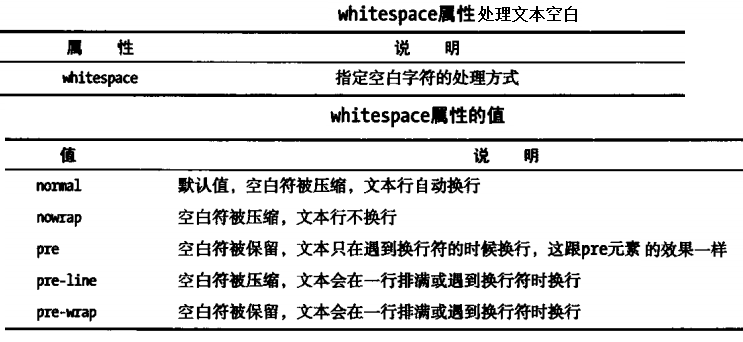 whitespace属性处理文本空白
属 性 说 明
whitespace 指定空白字符的处理方式
whitespace属性的值
值 说 明
normal 默认值，空白符被压缩，文本行自动换行
nowrap 空白符被压缩，文本行不换行
pre 空白符被保留，文本只在遇到换行符的时候换行，这跟pre元素 的效果一样
pre-line 空白符被压缩，文本会在一行排满或遇到换行符时换行
pre-wrap 空白符被保留，文本会在一行排满或遇到换行符时换行